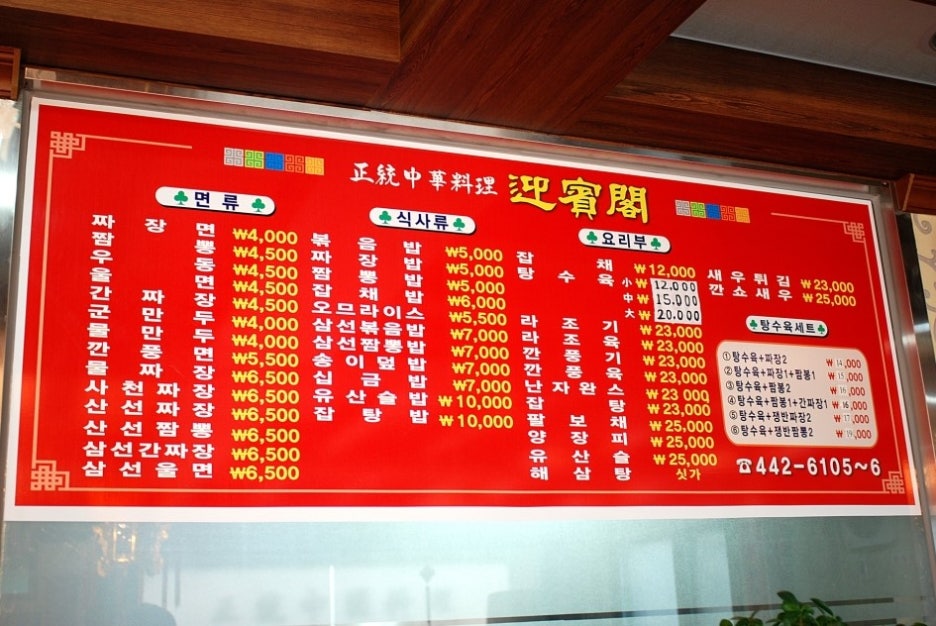 正統中華料理 迎賓閣
면류
짜장면 ₩4,000
짬뽕 ₩4,500
우동 ₩4,500
울면 ₩4,500
간짜장 ₩4,500
군만두 ₩4,000
물만두 ₩4,000
깐풍면 ₩5,500
물짜장 ₩6,500
사천짜장 ₩6,500
산선짜장 ₩6,500
산선짬뽕 ₩6,500
삼선간짜장 ₩6,500
삼선울면 ₩6,500
식사류
볶음밥 ₩5,000
짜장밥 ₩5,000
짬뽕밥 ₩5,000
잡채밥 ₩6,000
오므라이스 ₩5,500
삼선볶음밥 ₩7,000
삼선짬뽕밥 ₩7,000
송이덮밥 ₩7,000
십금밥 ₩7,000
유산슬밥 ₩10,000
잡탕밥 ₩10,000
요리부
잡채 ₩12,000
탕수육 小 ₩12.000
中 ₩15.000
大 ₩20.000
라조기 ₩23,000
라조육 ₩23,000
깐풍기 ₩23,000
깐풍육 ₩23,000
난자완스 ₩23,000
잡탕 ₩23,000
팔보채 ₩25,000
양장피 ₩25,000
유산슬 ₩25,000
해삼탕 싯가
새우튀김 ₩23,000
깐쇼새우 ₩25,000
탕수육세트
①탕수육+짜장2 ₩14,000
②탕수육+짜장1+짬뽕1 ₩15,000
③탕수육+짬뽕2 ₩16,000
④탕수육+짬뽕1+간짜장1 ₩16,000
⑤탕수육+쟁반짜장2 ₩17,000
⑥탕수육+쟁반짬뽕2 ₩19,000
☎442-6105~6